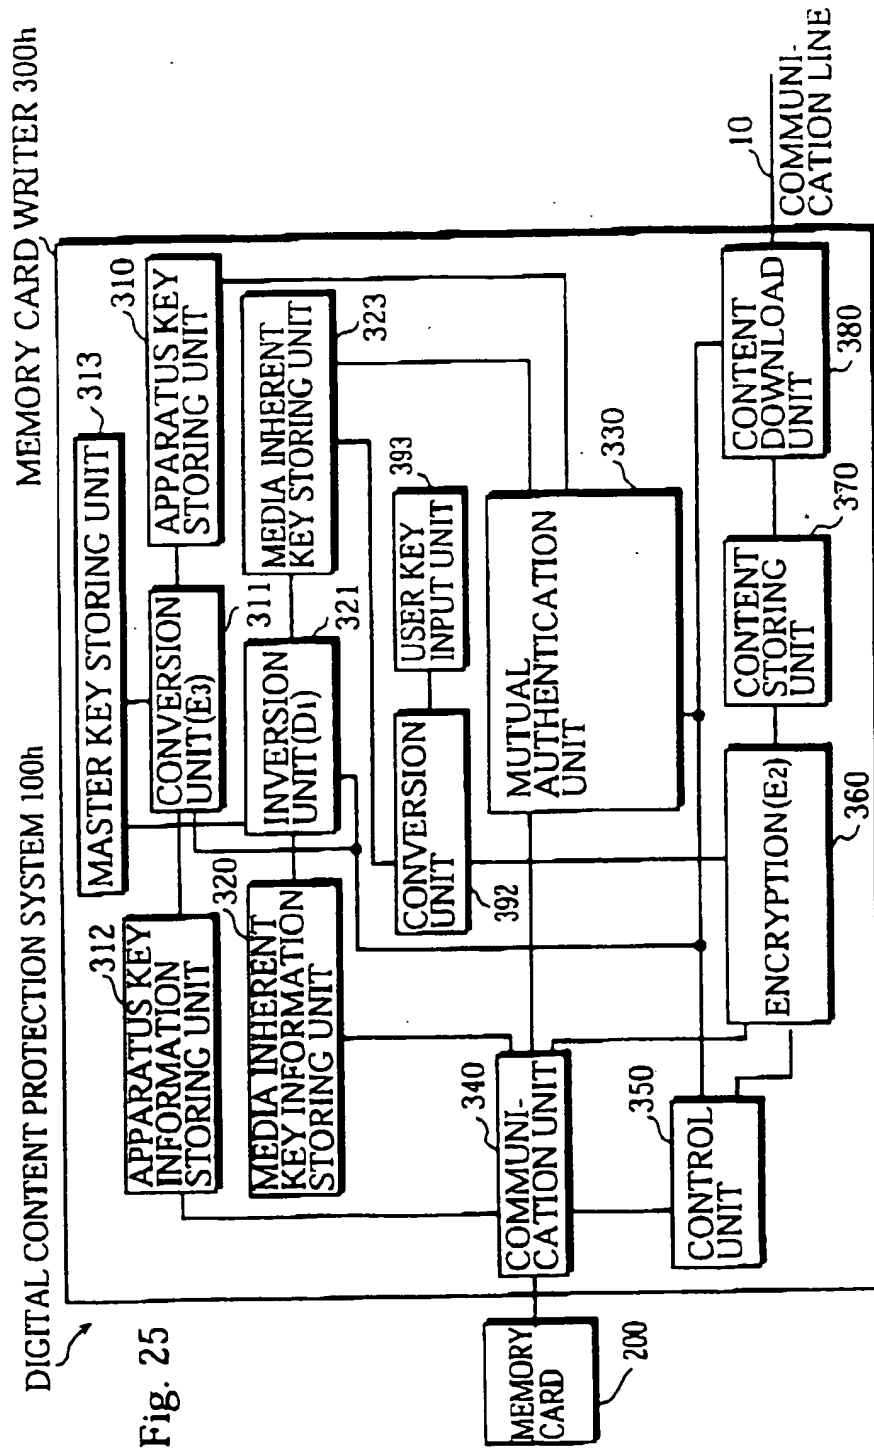 Fig. 25
DIGITAL CONTENT PROTECTION SYSTEM 100h
MEMORY CARD WRITER 300h
MASTER KEY STORING UNIT
313
APPARATUS KEY
INFORMATION
STORING UNIT
312
CONVERSION
UNIT(E3)
311
APPARATUS KEY
STORING UNIT
310
MEDIA INHERENT
KEY INFORMATION
STORING UNIT
320
INVERSION
UNIT(D1)
321
MEDIA INHERENT
KEY STORING UNIT
323
CONVERSION
UNIT
392
USER KEY
INPUT UNIT
393
MEMORY
CARD
200
COMMUNI-
CATION UNIT
340
MUTUAL
AUTHENTICATION
UNIT
330
CONTROL
UNIT
350
ENCRYPTION(E2)
360
CONTENT
STORING
UNIT
370
CONTENT
DOWNLOAD
UNIT
380
10
COMMUNI-
CATION LINE